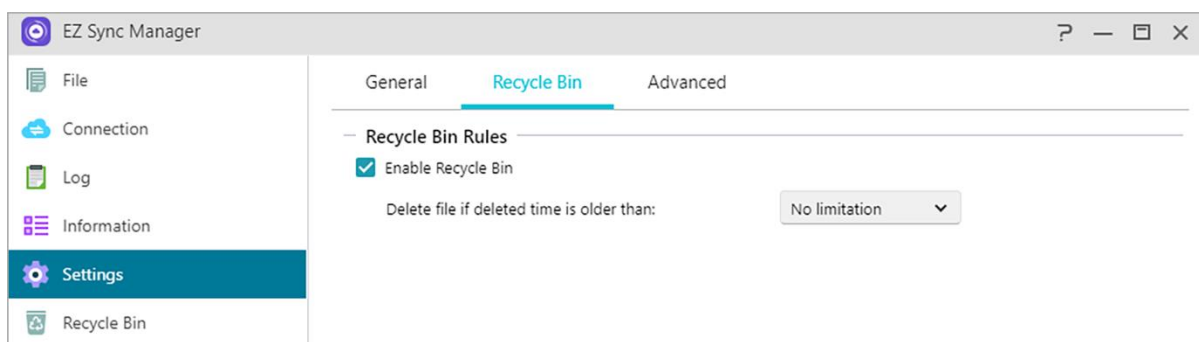 EZ Sync Manager
File
Connection
Log
Information
Settings
Recycle Bin
General Recycle Bin Advanced
Recycle Bin Rules
Enable Recycle Bin
Delete file if deleted time is older than: No limitation